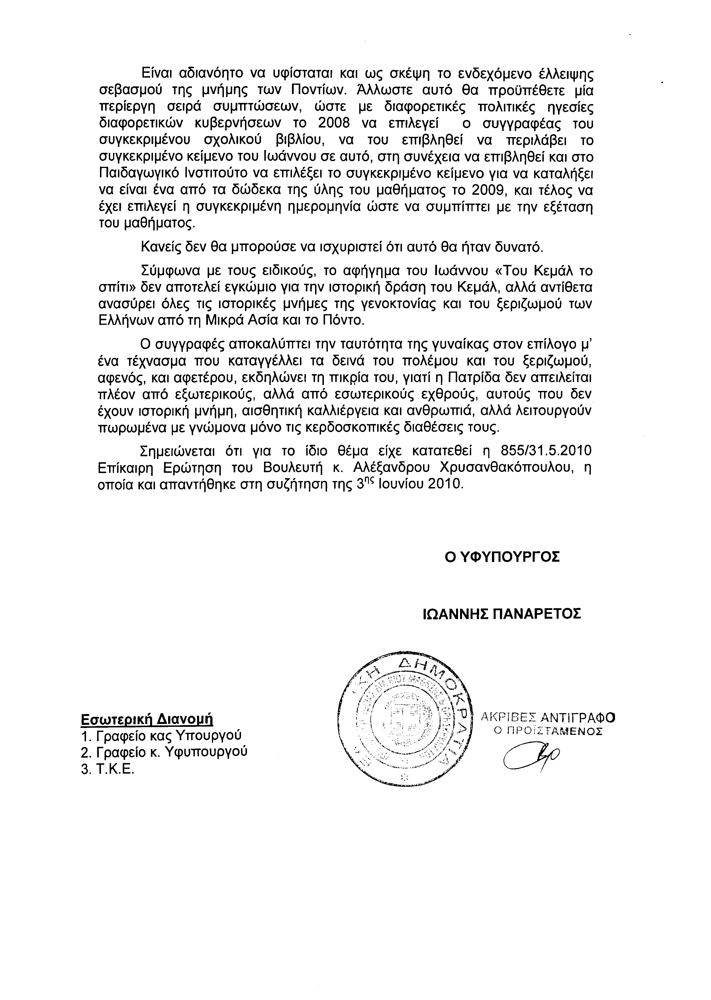 Είναι αδιανόητο να υφίσταται και ως σκέψη το ενδεχόμενο έλλειψης
σεβασμού της μνήμης των Ποντίων. Άλλωστε αυτό θα προϋπέθετε μία
περίεργη σειρά συμπτώσεων, ώστε με διαφορετικές πολιτικές ηγεσίες
διαφορετικών κυβερνήσεων το 2008 να επιλεγεί ο συγγραφέας του
συγκεκριμένου σχολικού βιβλίου, να του επιβληθεί να περιλάβει το
συγκεκριμένο κείμενο του Ιωάννου σε αυτό, στη συνέχεια να επιβληθεί και στο
Παιδαγωγικό Ινστιτούτο να επιλέξει το συγκεκριμένο κείμενο για να καταλήξει
να είναι ένα από τα δώδεκα της ύλης του μαθήματος το 2009, και τέλος να
έχει επιλεγεί η συγκεκριμένη ημερομηνία ώστε να συμπίπτει με την εξέταση
του μαθήματος.
Κανείς δεν θα μπορούσε να ισχυριστεί ότι αυτό θα ήταν δυνατό.
Σύμφωνα με τους ειδικούς, το αφήγημα του Ιωάννου «Του Κεμάλ το
σπίτι» δεν αποτελεί εγκώμιο για την ιστορική δράση του Κεμάλ, αλλά αντίθετα
ανασύρει όλες τις ιστορικές μνήμες της γενοκτονίας και του ξεριζωμού των
Ελλήνων από τη Μικρά Ασία και το Πόντο.
Ο συγγραφές αποκαλύπτει την ταυτότητα της γυναίκας στον επίλογο μ’
ένα τέχνασμα που καταγγέλλει τα δεινά του πολέμου και του ξεριζωμού,
αφενός, και αφετέρου, εκδηλώνει τη πικρία του, γιατί η Πατρίδα δεν απειλείται
πλέον από εξωτερικούς, αλλά από εσωτερικούς εχθρούς, αυτούς που δεν
έχουν ιστορική μνήμη, αισθητική καλλιέργεια και ανθρωπιά, αλλά λειτουργούν
πωρωμένα με γνώμονα μόνο τις κερδοσκοπικές διαθέσεις τους.
Σημειώνεται ότι για το ίδιο θέμα είχε κατατεθεί η 855/31.5.2010
Επίκαιρη Ερώτηση του Βουλευτή κ. Αλέξανδρου Χρυσανθακόπουλου, η
οποία και απαντήθηκε στη συζήτηση της 3ης Ιουνίου 2010.
Ο ΥΦΥΠΟΥΡΓΟΣ
ΙΩΑΝΝΗΣ ΠΑΝΑΡΕΤΟΣ
Εσωτερική Διανομή
1. Γραφείο κας Υπουργού
2. Γραφείο κ. Υφυπουργού
3. Τ.Κ.Ε.
ΔΗΜΟΚΡΑΤΙΑ
ΑΚΡΙΒΕΣ ΑΝΤΙΓΡΑΦΟ
Ο ΠΡΟΪΣΤΑΜΕΝΟΣ